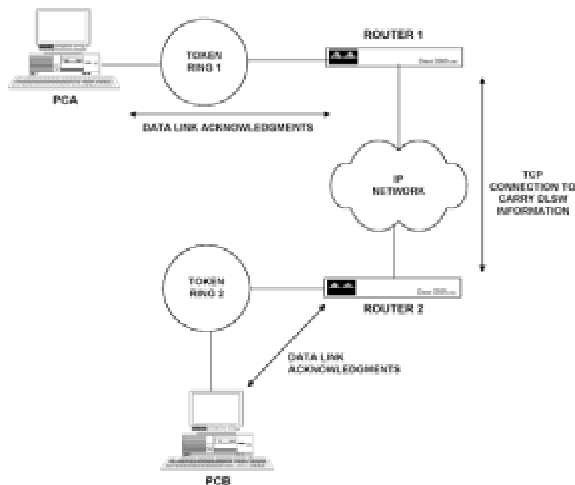 ROUTER 1
TOKEN
RING 1
PCA
DATA LINK ACKNOWLEDGMENTS
IP
NETWORK
TCP
CONNECTION TO
CARRY DLSW
INFORMATION
TOKEN
RING 2
ROUTER 2
DATA LINK
ACKNOWLEDGMENTS
PCB